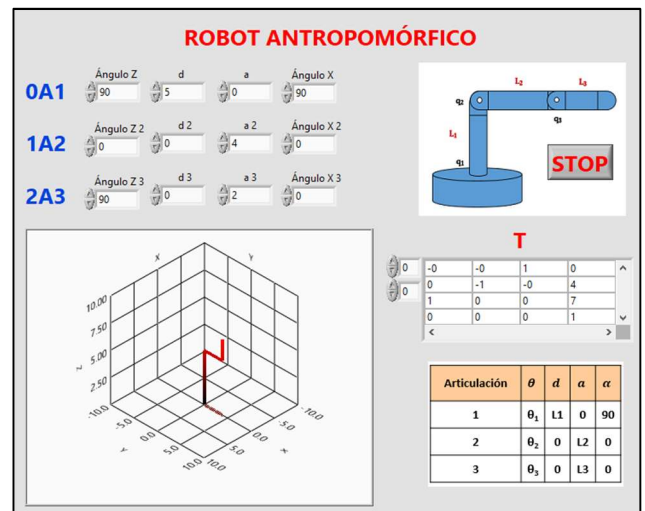 ROBOT ANTROPOMÓRFICO
Ángulo Z d a Ángulo X
0A1 90 5 0 90
Ángulo Z 2 d 2 a 2 Ángulo X 2
1A2 0 0 4 0
Ángulo Z 3 d 3 a 3 Ángulo X 3
2A3 90 0 2 0
L₂ L₃
q₂
q₃
L₁
q₁
STOP
T
0 -0 -0 1 0
0 0 -1 -0 4
1 0 0 7
0 0 0 1
X Y
10.00
7.50
5.00
2.50
Z
-10.0 -5.0 0.0 5.0 10.0
Y
10.0 5.0 0.0 -5.0 -10.0
X
Articulación θ d a α
1 θ₁ L1 0 90
2 θ₂ 0 L2 0
3 θ₃ 0 L3 0